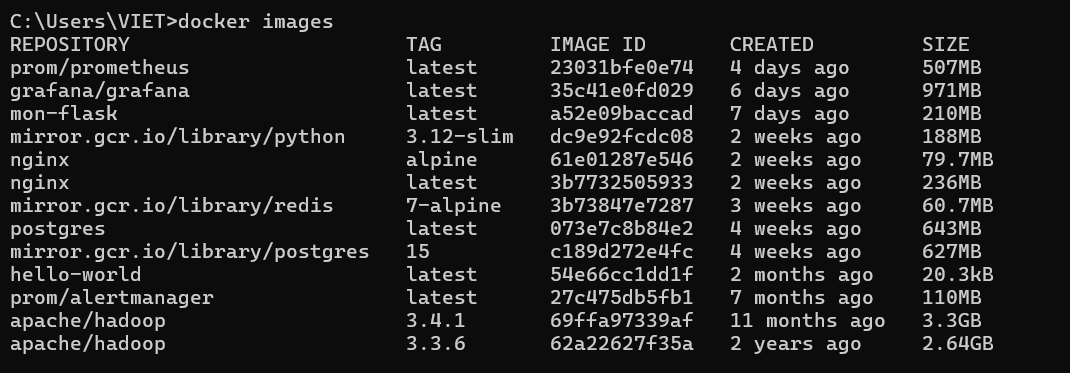 C:\Users\VIET>docker images
REPOSITORY TAG IMAGE ID CREATED SIZE
prom/prometheus latest 23031bfe0e74 4 days ago 507MB
grafana/grafana latest 35c41e0fd029 6 days ago 971MB
mon-flask latest a52e09baccad 7 days ago 210MB
mirror.gcr.io/library/python 3.12-slim dc9e92fcdc08 2 weeks ago 188MB
nginx alpine 61e01287e546 2 weeks ago 79.7MB
nginx latest 3b7732505933 2 weeks ago 236MB
mirror.gcr.io/library/redis 7-alpine 3b73847e7287 3 weeks ago 60.7MB
postgres latest 073e7c8b84e2 4 weeks ago 643MB
mirror.gcr.io/library/postgres 15 c189d272e4fc 4 weeks ago 627MB
hello-world latest 54e66cc1dd1f 2 months ago 20.3kB
prom/alertmanager latest 27c475db5fb1 7 months ago 110MB
apache/hadoop 3.4.1 69ffa97339af 11 months ago 3.3GB
apache/hadoop 3.3.6 62a22627f35a 2 years ago 2.64GB